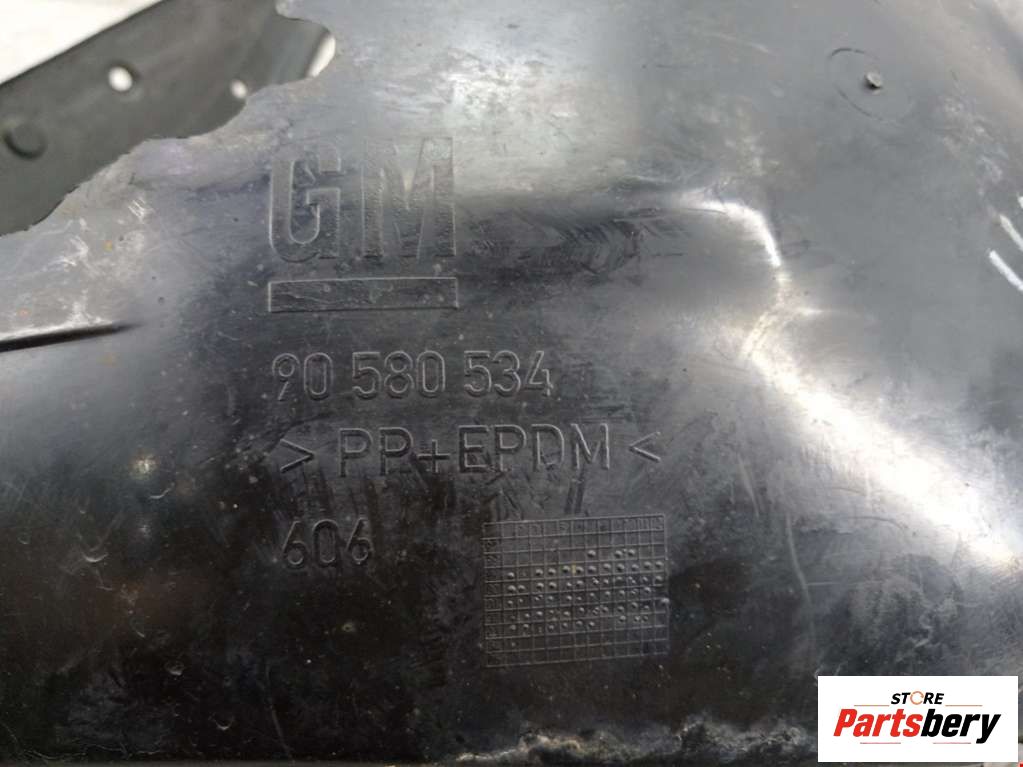 GM
90 580 534
> PP+EPDM <
606
STORE
Partsbery